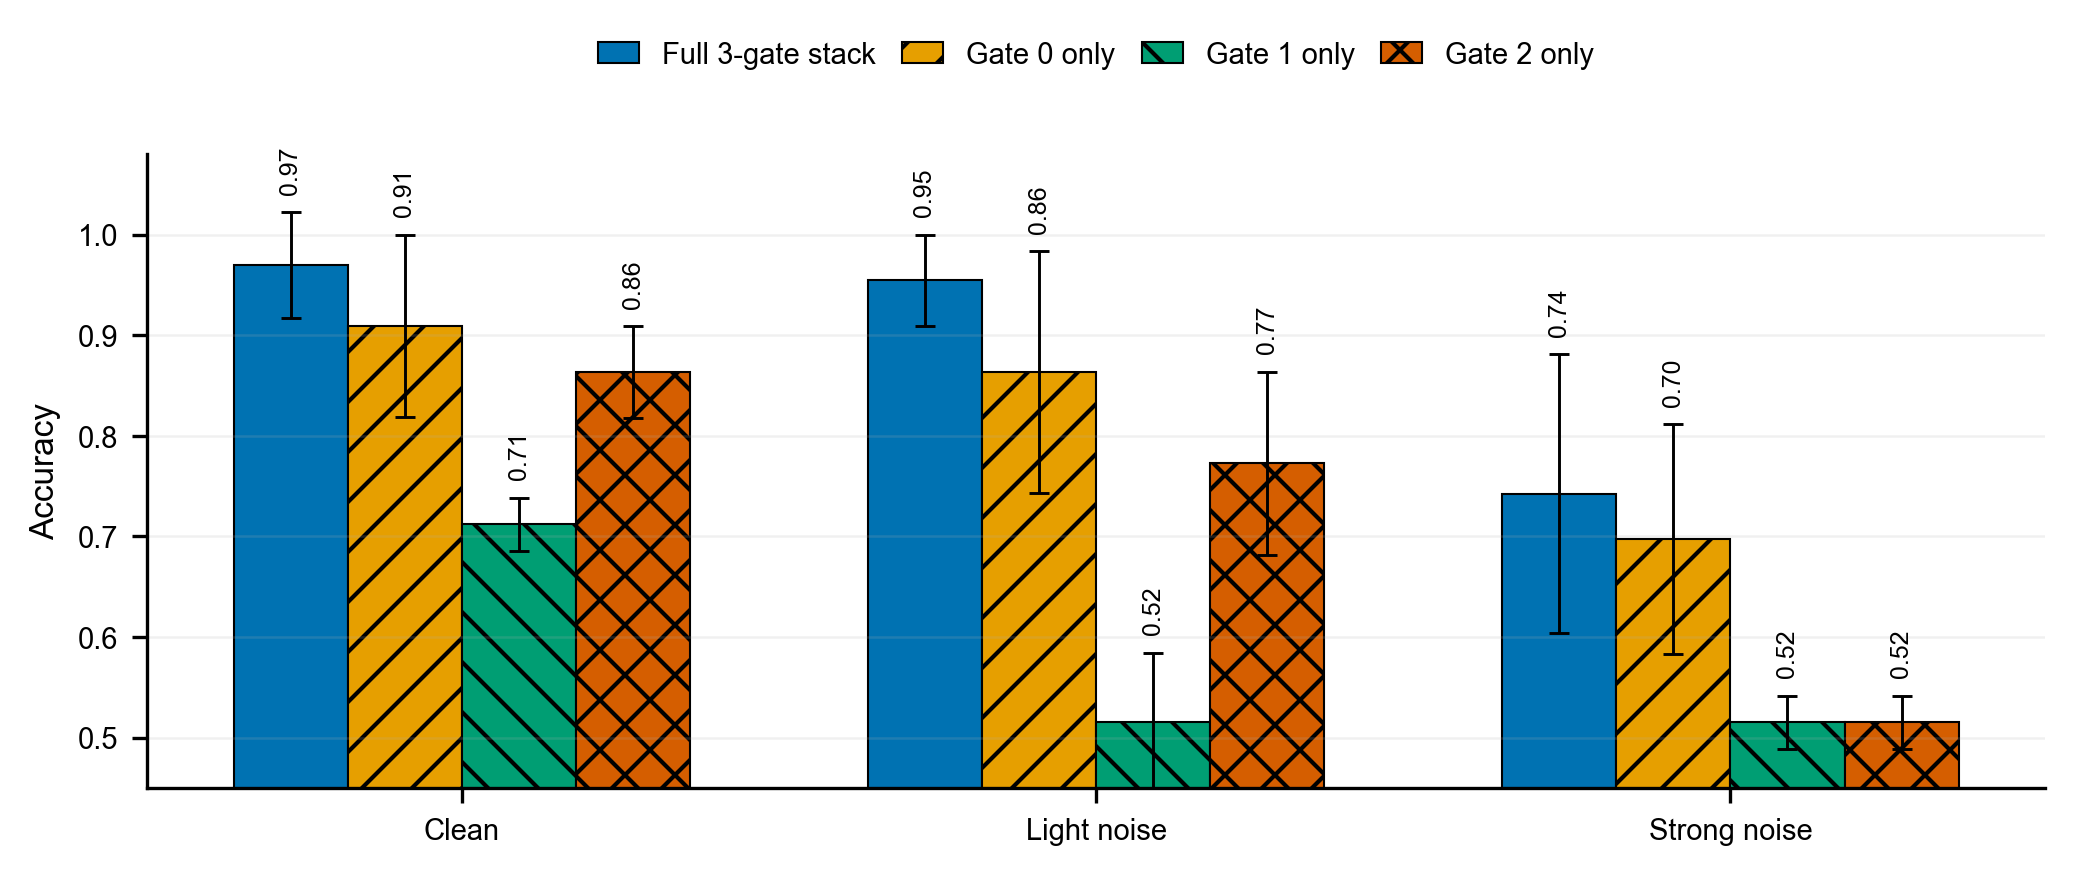 Full 3-gate stack Gate 0 only Gate 1 only Gate 2 only
0.97 0.91 0.71 0.86 0.95 0.86 0.52 0.77 0.74 0.70 0.52 0.52
Accuracy
1.0
0.9
0.8
0.7
0.6
0.5
Clean Light noise Strong noise